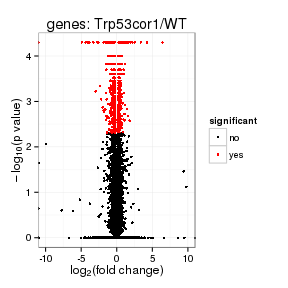 genes: Trp53cor1/WT
4
3
2
1
0
−log10(p value)
-10
-5
0
5
10
log2(fold change)
significant
no
yes